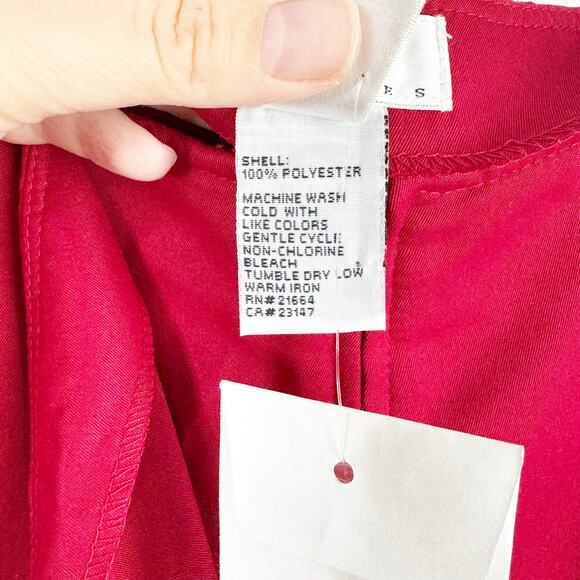 E S
SHELL:
100% POLYESTER
MACHINE WASH
COLD WITH
LIKE COLORS
GENTLE CYCLE
NON-CHLORINE
BLEACH
TUMBLE DRY LOW
WARM IRON
RN# 21664
CA# 23147